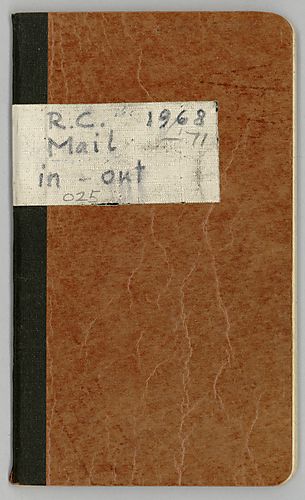 R.C. 1968
-'71
Mail
in - out
025